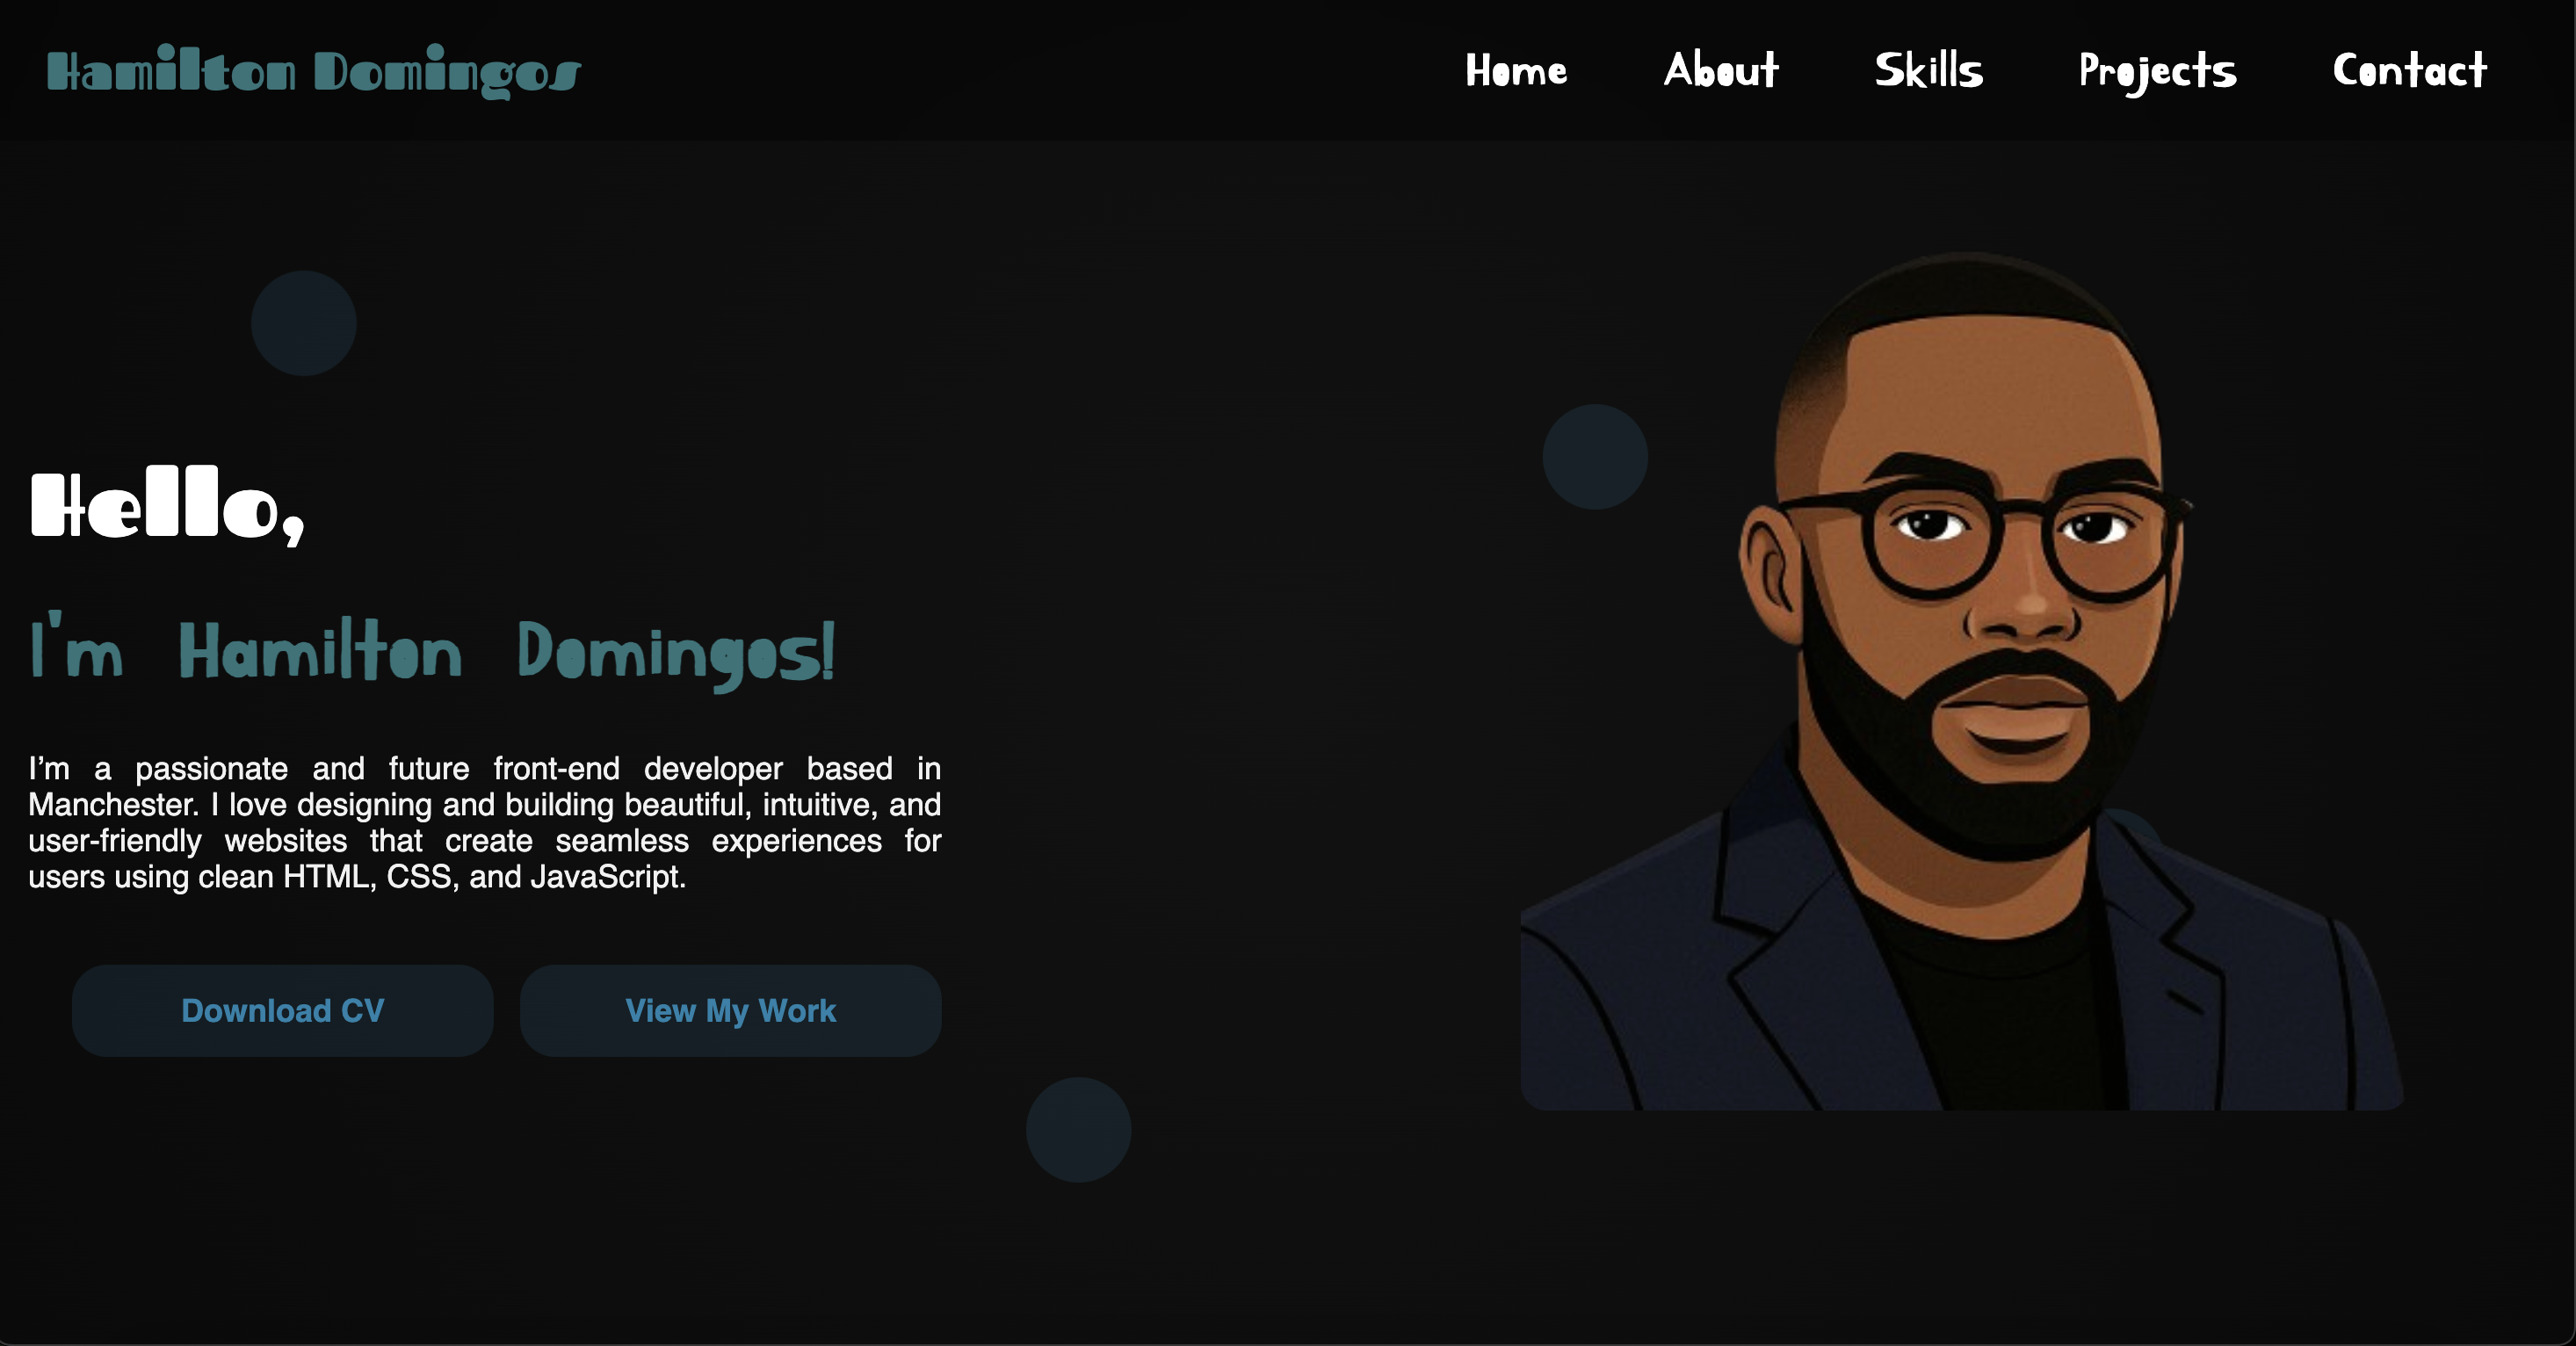 Hamilton Domingos
Home About Skills Projects Contact
Hello,
I'm Hamilton Domingos!
I’m a passionate and future front-end developer based in
Manchester. I love designing and building beautiful, intuitive, and
user-friendly websites that create seamless experiences for
users using clean HTML, CSS, and JavaScript.
Download CV View My Work